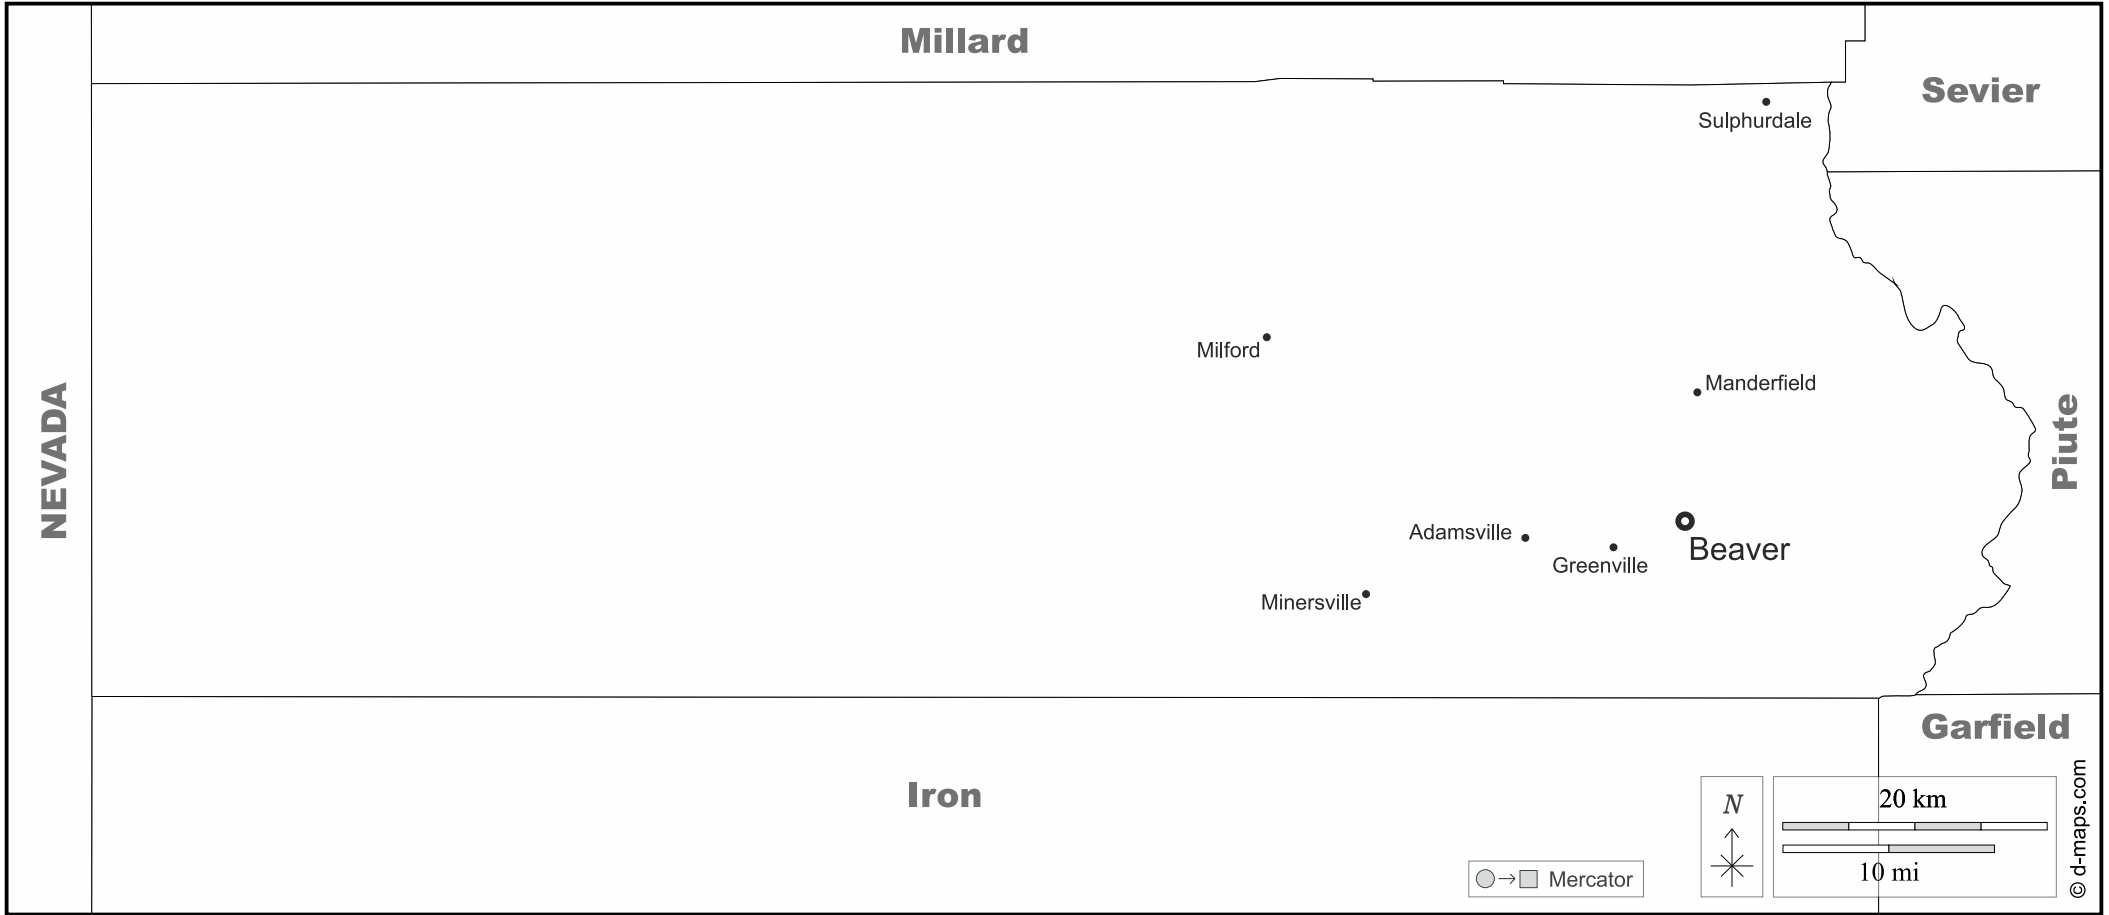 Millard
Sevier
Sulphurdale
Milford
Manderfield
NEVADA
Piute
Adamsville
Beaver
Greenville
Minersville
Garfield
Iron
N
20 km
10 mi
Mercator
© d-maps.com